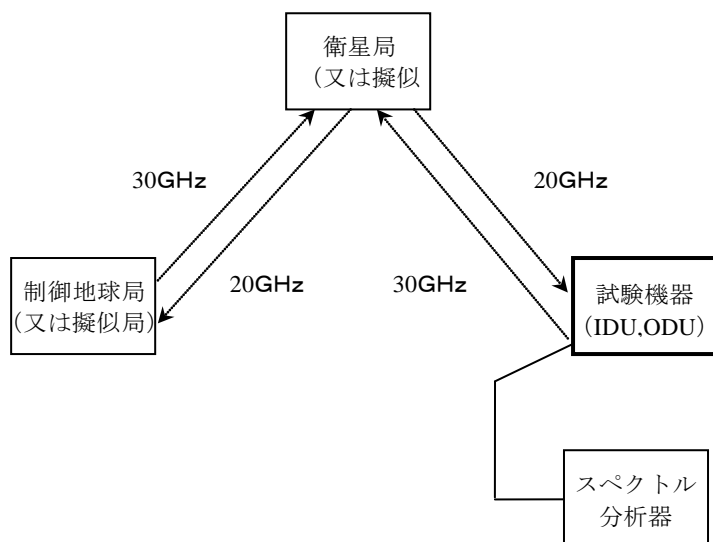 衛星局
（又は擬似
30GHz
20GHz
制御地球局
(又は擬似局)
20GHz
30GHz
試験機器
(IDU,ODU)
スペクトル
分析器